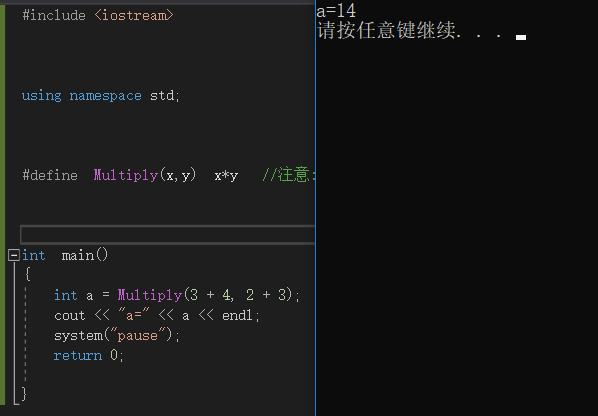 #include <iostream>
using namespace std;
#define  Multiply(x,y)  x*y   //注意:
int  main()
{
    int a = Multiply(3 + 4, 2 + 3);
    cout << "a=" << a << endl;
    system("pause");
    return 0;
}
a=14
请按任意键继续. . .